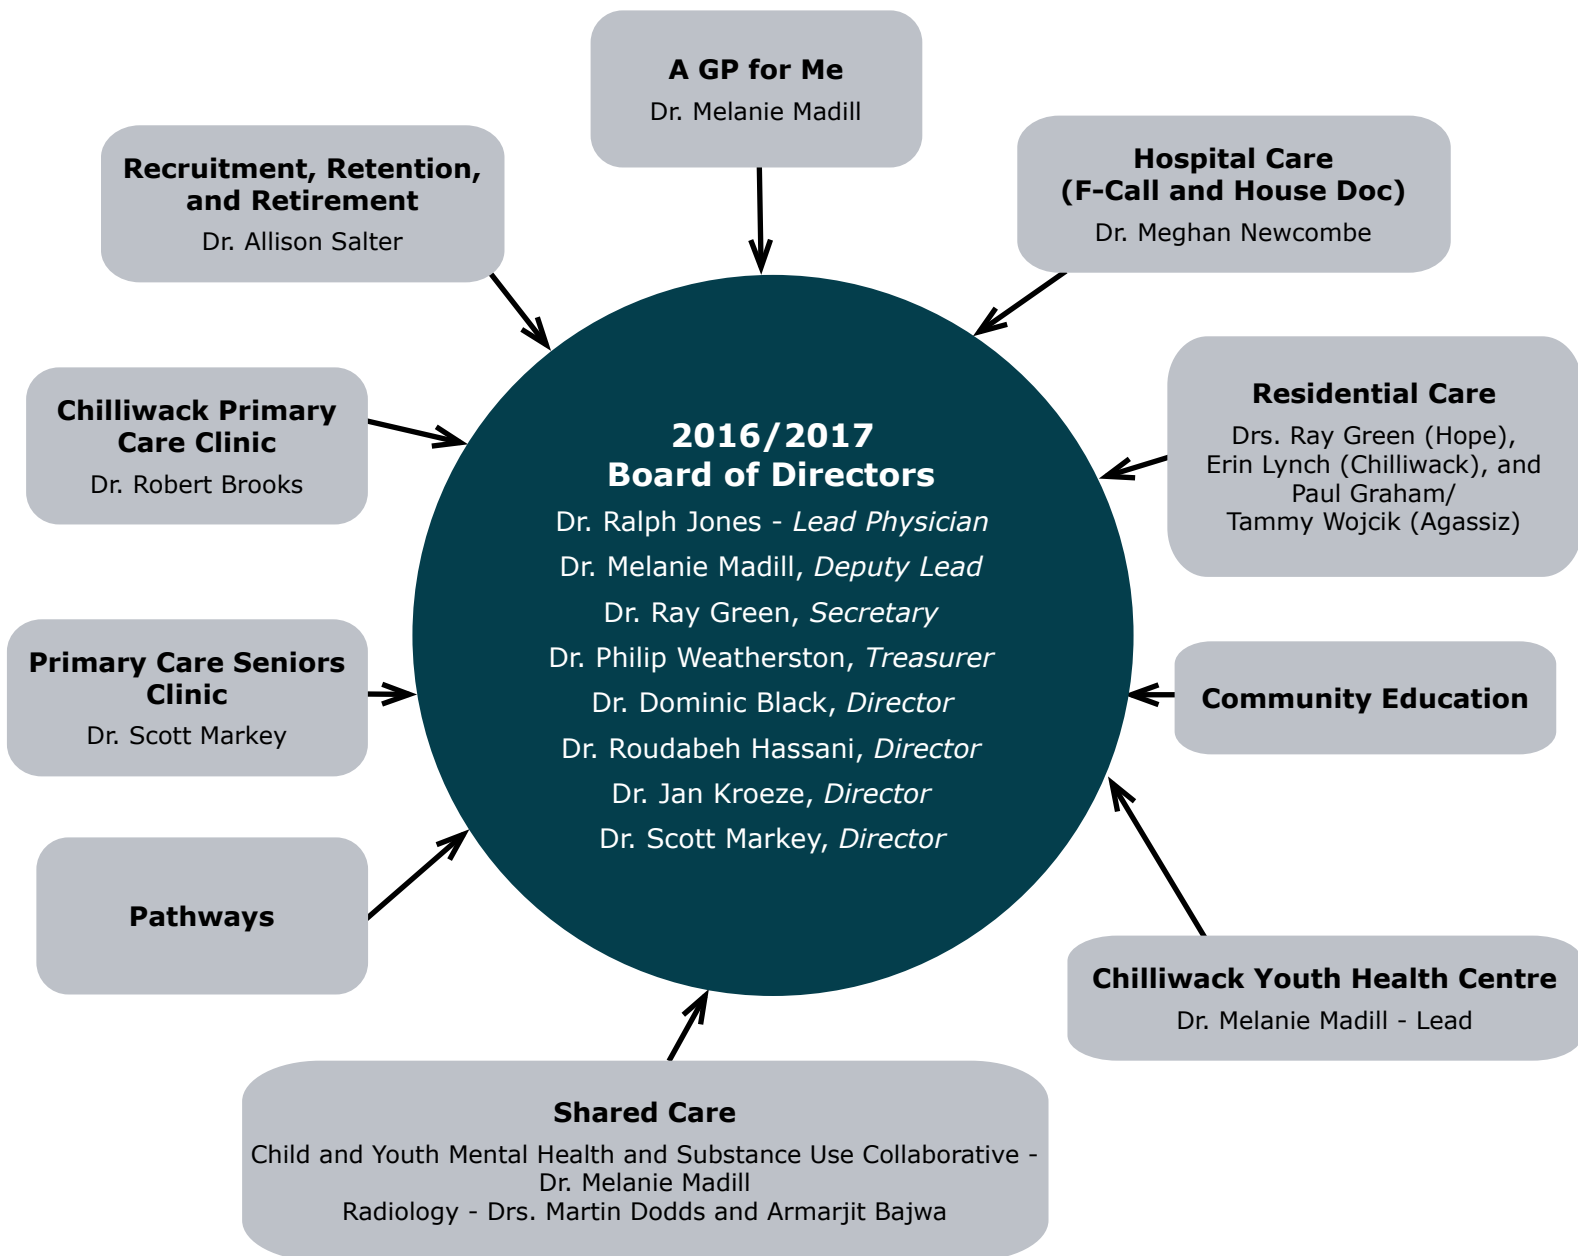 A GP for Me
Dr. Melanie Madill
Recruitment, Retention,
and Retirement
Dr. Allison Salter
Hospital Care
(F-Call and House Doc)
Dr. Meghan Newcombe
Chilliwack Primary
Care Clinic
Dr. Robert Brooks
Residential Care
Drs. Ray Green (Hope),
Erin Lynch (Chilliwack), and
Paul Graham/
Tammy Wojcik (Agassiz)
2016/2017
Board of Directors
Dr. Ralph Jones - Lead Physician
Dr. Melanie Madill, Deputy Lead
Dr. Ray Green, Secretary
Dr. Philip Weatherston, Treasurer
Dr. Dominic Black, Director
Dr. Roudabeh Hassani, Director
Dr. Jan Kroeze, Director
Dr. Scott Markey, Director
Primary Care Seniors
Clinic
Dr. Scott Markey
Community Education
Pathways
Chilliwack Youth Health Centre
Dr. Melanie Madill - Lead
Shared Care
Child and Youth Mental Health and Substance Use Collaborative -
Dr. Melanie Madill
Radiology - Drs. Martin Dodds and Armarjit Bajwa